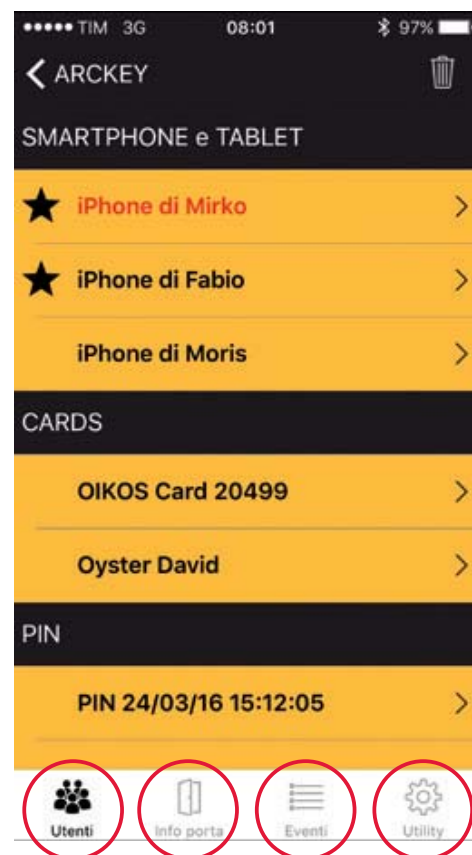 TIM 3G 08:01 97%
ARCKEY
SMARTPHONE e TABLET
iPhone di Mirko
iPhone di Fabio
iPhone di Moris
CARDS
OIKOS Card 20499
Oyster David
PIN
PIN 24/03/16 15:12:05
Utenti Info porta Eventi Utility